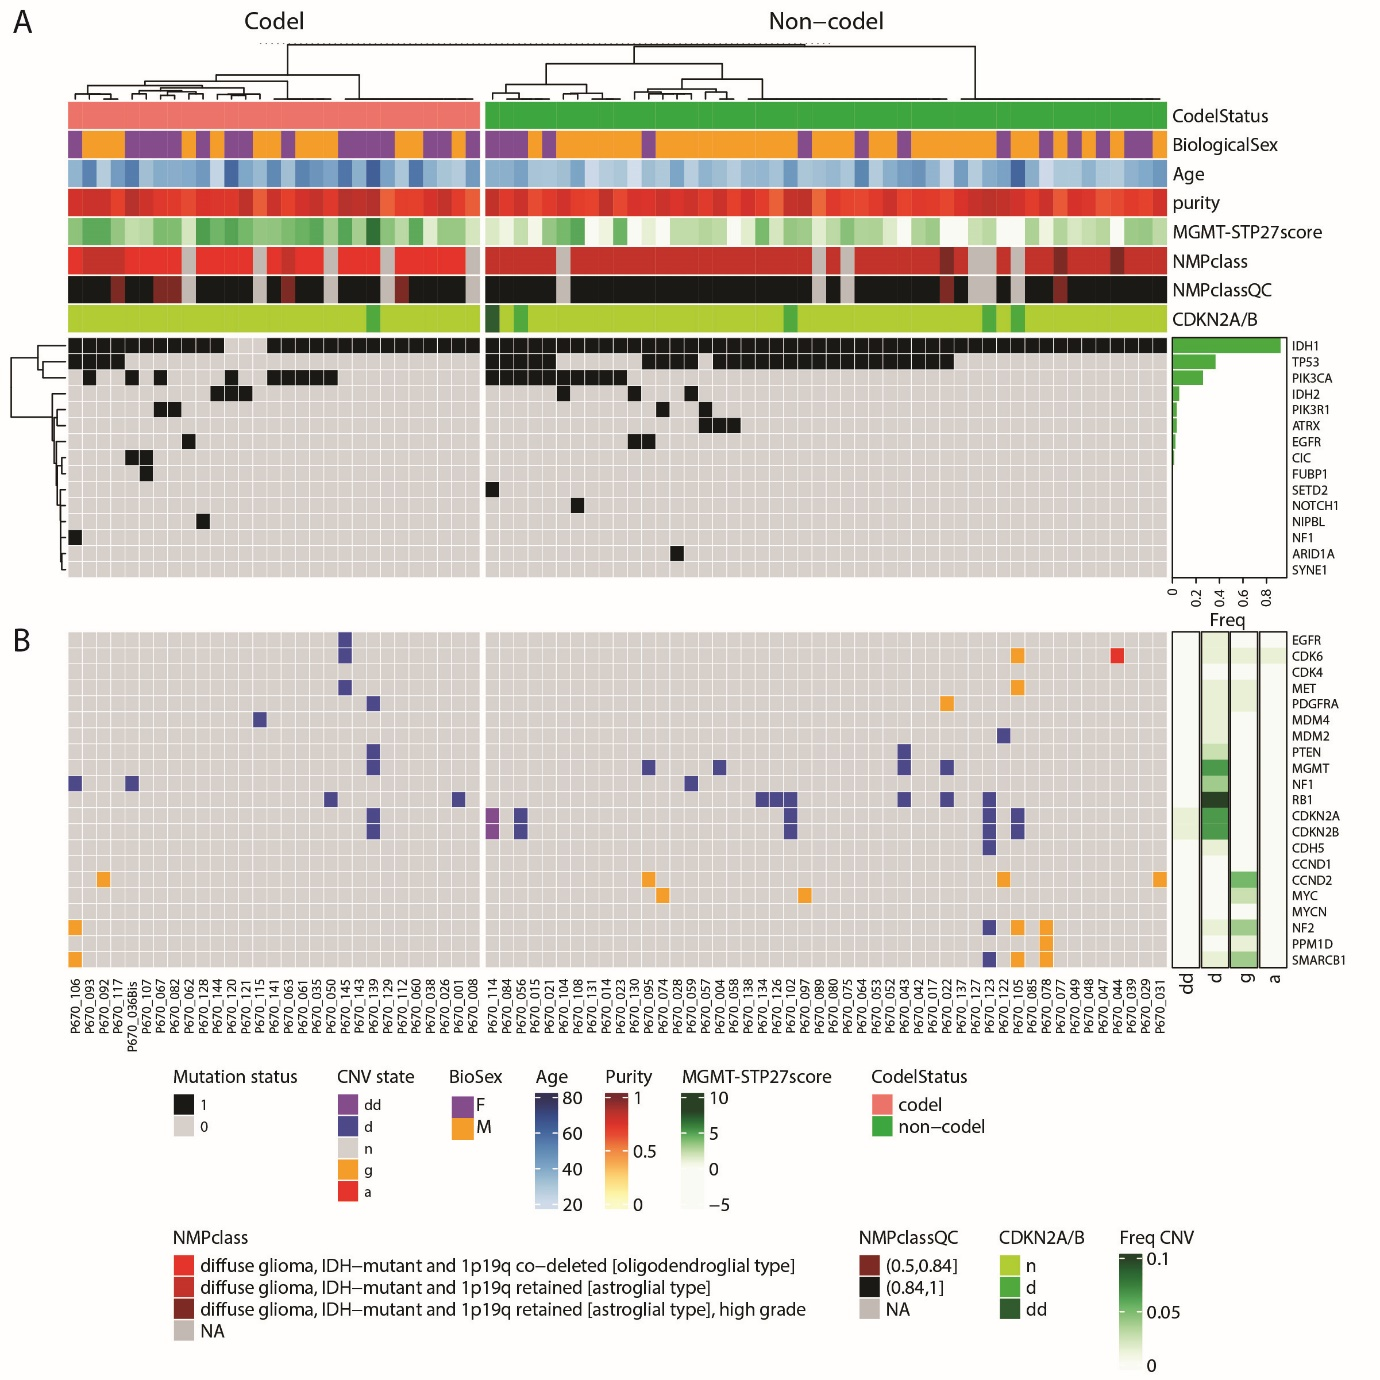 A
Codel
Non−codel
CodelStatus
BiologicalSex
Age
purity
MGMT-STP27score
NMPclass
NMPclassQC
CDKN2A/B
IDH1
TP53
PIK3CA
IDH2
PIK3R1
ATRX
EGFR
CIC
FUBP1
SETD2
NOTCH1
NIPBL
NF1
ARID1A
SYNE1
0
0.2
0.4
0.6
0.8
Freq
B
EGFR
CDK6
CDK4
MET
PDGFRA
MDM4
MDM2
PTEN
MGMT
NF1
RB1
CDKN2A
CDKN2B
CDH5
CCND1
CCND2
MYC
MYCN
NF2
PPM1D
SMARCB1
dd
d
g
a
P670_106
P670_093
P670_092
P670_117
P670_036Bis
P670_107
P670_067
P670_082
P670_062
P670_128
P670_144
P670_120
P670_121
P670_115
P670_141
P670_063
P670_061
P670_035
P670_050
P670_145
P670_143
P670_139
P670_129
P670_112
P670_060
P670_038
P670_026
P670_001
P670_008
P670_114
P670_084
P670_056
P670_015
P670_021
P670_104
P670_108
P670_131
P670_014
P670_023
P670_130
P670_095
P670_074
P670_028
P670_059
P670_057
P670_004
P670_058
P670_138
P670_134
P670_126
P670_102
P670_097
P670_089
P670_080
P670_075
P670_064
P670_053
P670_052
P670_043
P670_042
P670_017
P670_022
P670_137
P670_127
P670_123
P670_122
P670_105
P670_085
P670_078
P670_077
P670_049
P670_048
P670_047
P670_044
P670_039
P670_029
P670_031
Mutation status
1
0
CNV state
dd
d
n
g
a
BioSex
F
M
Age
80
60
40
20
Purity
1
0.5
0
MGMT-STP27score
10
5
0
−5
CodelStatus
codel
non−codel
NMPclass
diffuse glioma, IDH−mutant and 1p19q co−deleted [oligodendroglial type]
diffuse glioma, IDH−mutant and 1p19q retained [astroglial type]
diffuse glioma, IDH−mutant and 1p19q retained [astroglial type], high grade
NA
NMPclassQC
(0.5,0.84]
(0.84,1]
NA
CDKN2A/B
n
d
dd
Freq CNV
0.1
0.05
0